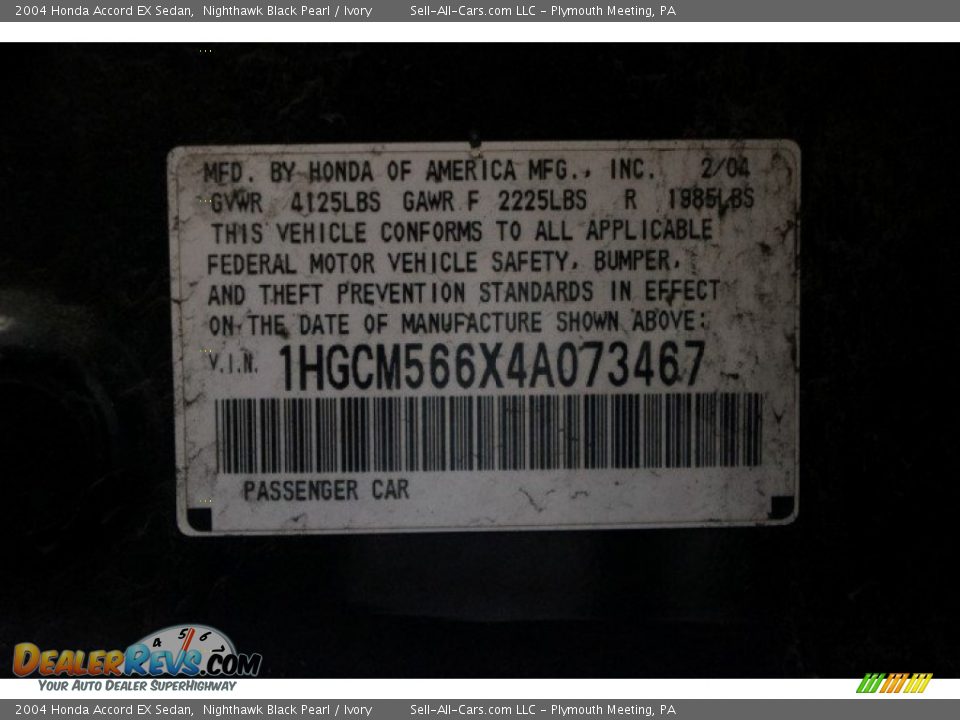 2004 Honda Accord EX Sedan, Nighthawk Black Pearl / Ivory Sell-All-Cars.com LLC - Plymouth Meeting, PA
MFD. BY HONDA OF AMERICA MFG., INC. 2/04
GVWR 4125LBS GAWR F 2225LBS R 1985LBS
THIS VEHICLE CONFORMS TO ALL APPLICABLE
FEDERAL MOTOR VEHICLE SAFETY, BUMPER,
AND THEFT PREVENTION STANDARDS IN EFFECT
ON THE DATE OF MANUFACTURE SHOWN ABOVE:
V.I.N. 1HGCM566X4A073467
PASSENGER CAR
4 5 6 7
DEALERREVS.COM
YOUR AUTO DEALER SUPERHIGHWAY
2004 Honda Accord EX Sedan, Nighthawk Black Pearl / Ivory Sell-All-Cars.com LLC - Plymouth Meeting, PA